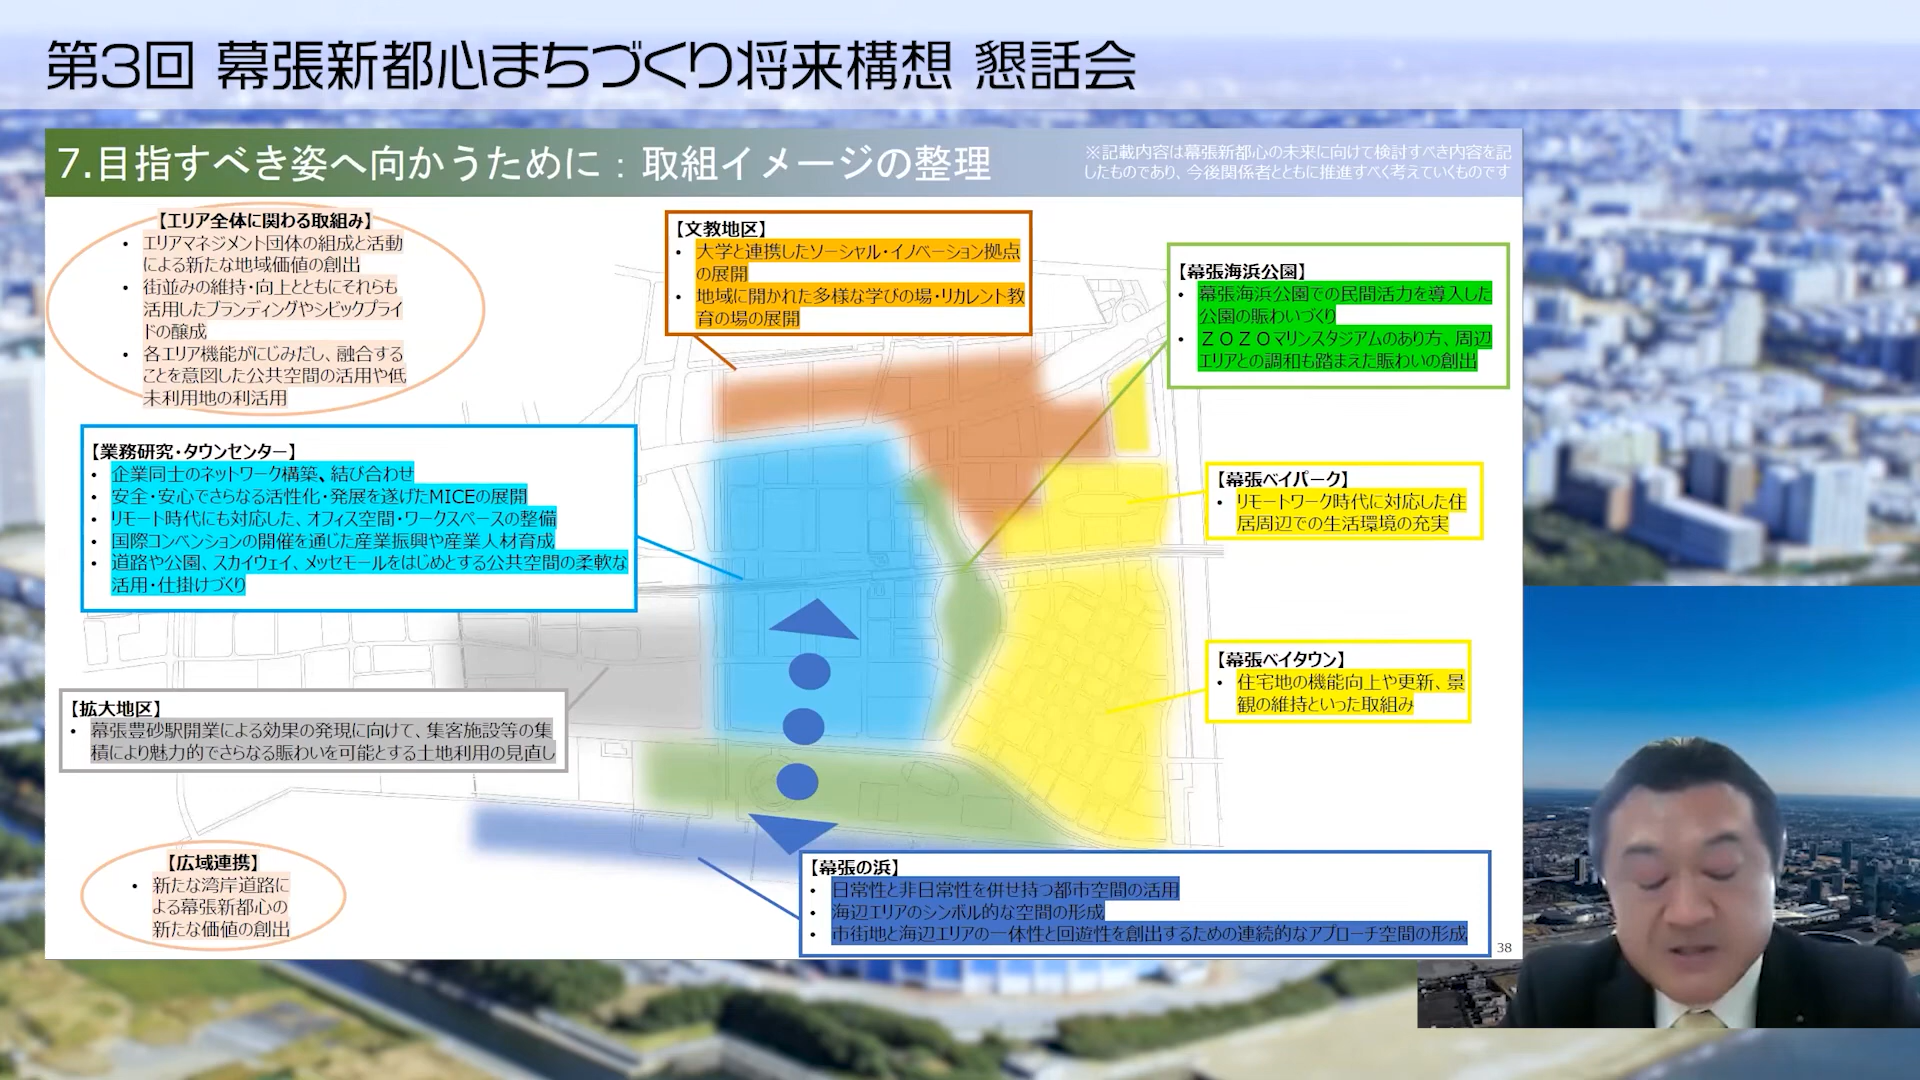 第3回 幕張新都心まちづくり将来構想 懇話会
7.目指すべき姿へ向かうために：取組イメージの整理
※記載内容は幕張新都心の未来に向けて検討すべき内容を記
したものであり、今後関係者とともに推進すべく考えていくものです
【エリア全体に関わる取組み】
• エリアマネジメント団体の組成と活動
による新たな地域価値の創出
• 街並みの維持・向上とともにそれらも
活用したブランディングやシビックプライ
ドの醸成
• 各エリア機能がにじみだし、融合する
ことを意図した公共空間の活用や低
未利用地の利活用
【文教地区】
• 大学と連携したソーシャル・イノベーション拠点
の展開
• 地域に開かれた多様な学びの場・リカレント教
育の場の展開
【幕張海浜公園】
• 幕張海浜公園での民間活力を導入した
公園の賑わいづくり
• ＺＯＺＯマリンスタジアムのあり方、周辺
エリアとの調和も踏まえた賑わいの創出
【業務研究・タウンセンター】
• 企業同士のネットワーク構築、結び合わせ
• 安全・安心でさらなる活性化・発展を遂げたMICEの展開
• リモート時代にも対応した、オフィス空間・ワークスペースの整備
• 国際コンベンションの開催を通じた産業振興や産業人材育成
• 道路や公園、スカイウェイ、メッセモールをはじめとする公共空間の柔軟な
活用・仕掛けづくり
【幕張ベイパーク】
• リモートワーク時代に対応した住
居周辺での生活環境の充実
【幕張ベイタウン】
• 住宅地の機能向上や更新、景
観の維持といった取組み
【拡大地区】
• 幕張豊砂駅開業による効果の発現に向けて、集客施設等の集
積により魅力的でさらなる賑わいを可能とする土地利用の見直し
【広域連携】
• 新たな湾岸道路に
よる幕張新都心の
新たな価値の創出
【幕張の浜】
• 日常性と非日常性を併せ持つ都市空間の活用
• 海辺エリアのシンボル的な空間の形成
• 市街地と海辺エリアの一体性と回遊性を創出するための連続的なアプローチ空間の形成
38